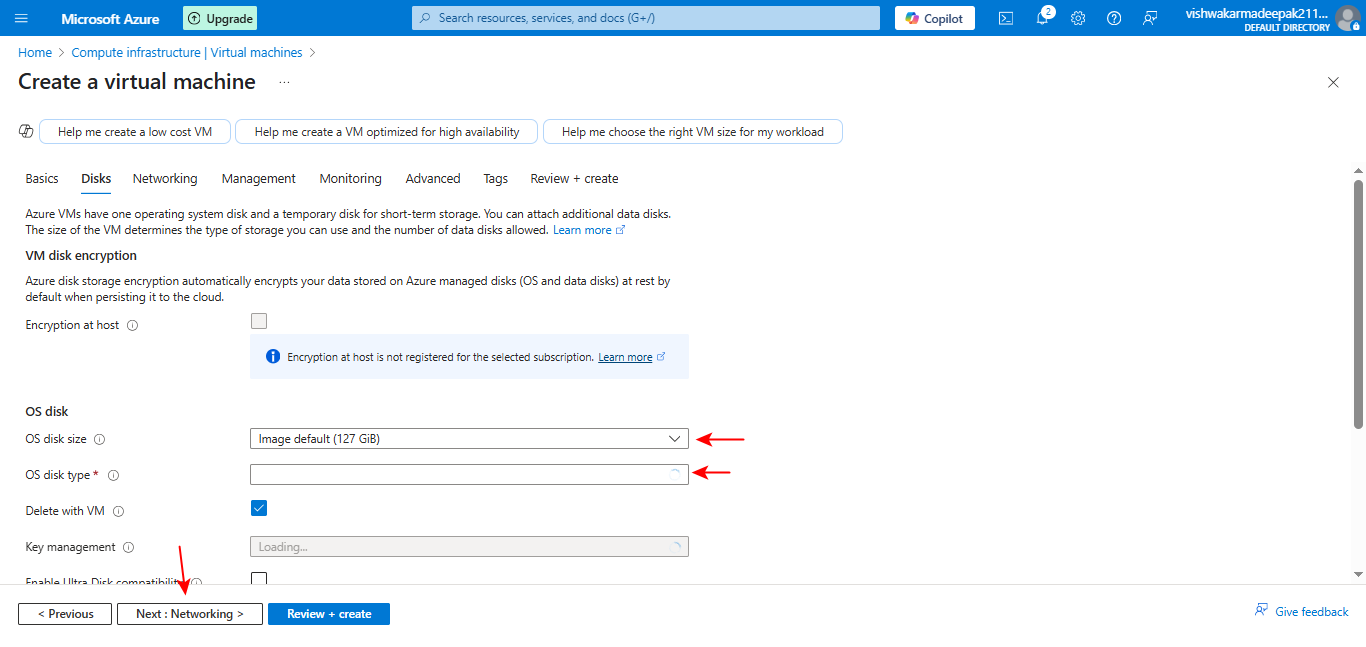 Microsoft Azure
Upgrade
Search resources, services, and docs (G+/)
Copilot
2
vishwakarmadeepak211...
DEFAULT DIRECTORY
Home > Compute infrastructure | Virtual machines >
Create a virtual machine ...
Help me create a low cost VM
Help me create a VM optimized for high availability
Help me choose the right VM size for my workload
Basics Disks Networking Management Monitoring Advanced Tags Review + create
Azure VMs have one operating system disk and a temporary disk for short-term storage. You can attach additional data disks.
The size of the VM determines the type of storage you can use and the number of data disks allowed. Learn more
VM disk encryption
Azure disk storage encryption automatically encrypts your data stored on Azure managed disks (OS and data disks) at rest by
default when persisting it to the cloud.
Encryption at host
Encryption at host is not registered for the selected subscription. Learn more
OS disk
OS disk size
Image default (127 GiB)
OS disk type *
Delete with VM
Key management
Loading...
Enable Ultra Disk compatibility
< Previous
Next : Networking >
Review + create
Give feedback